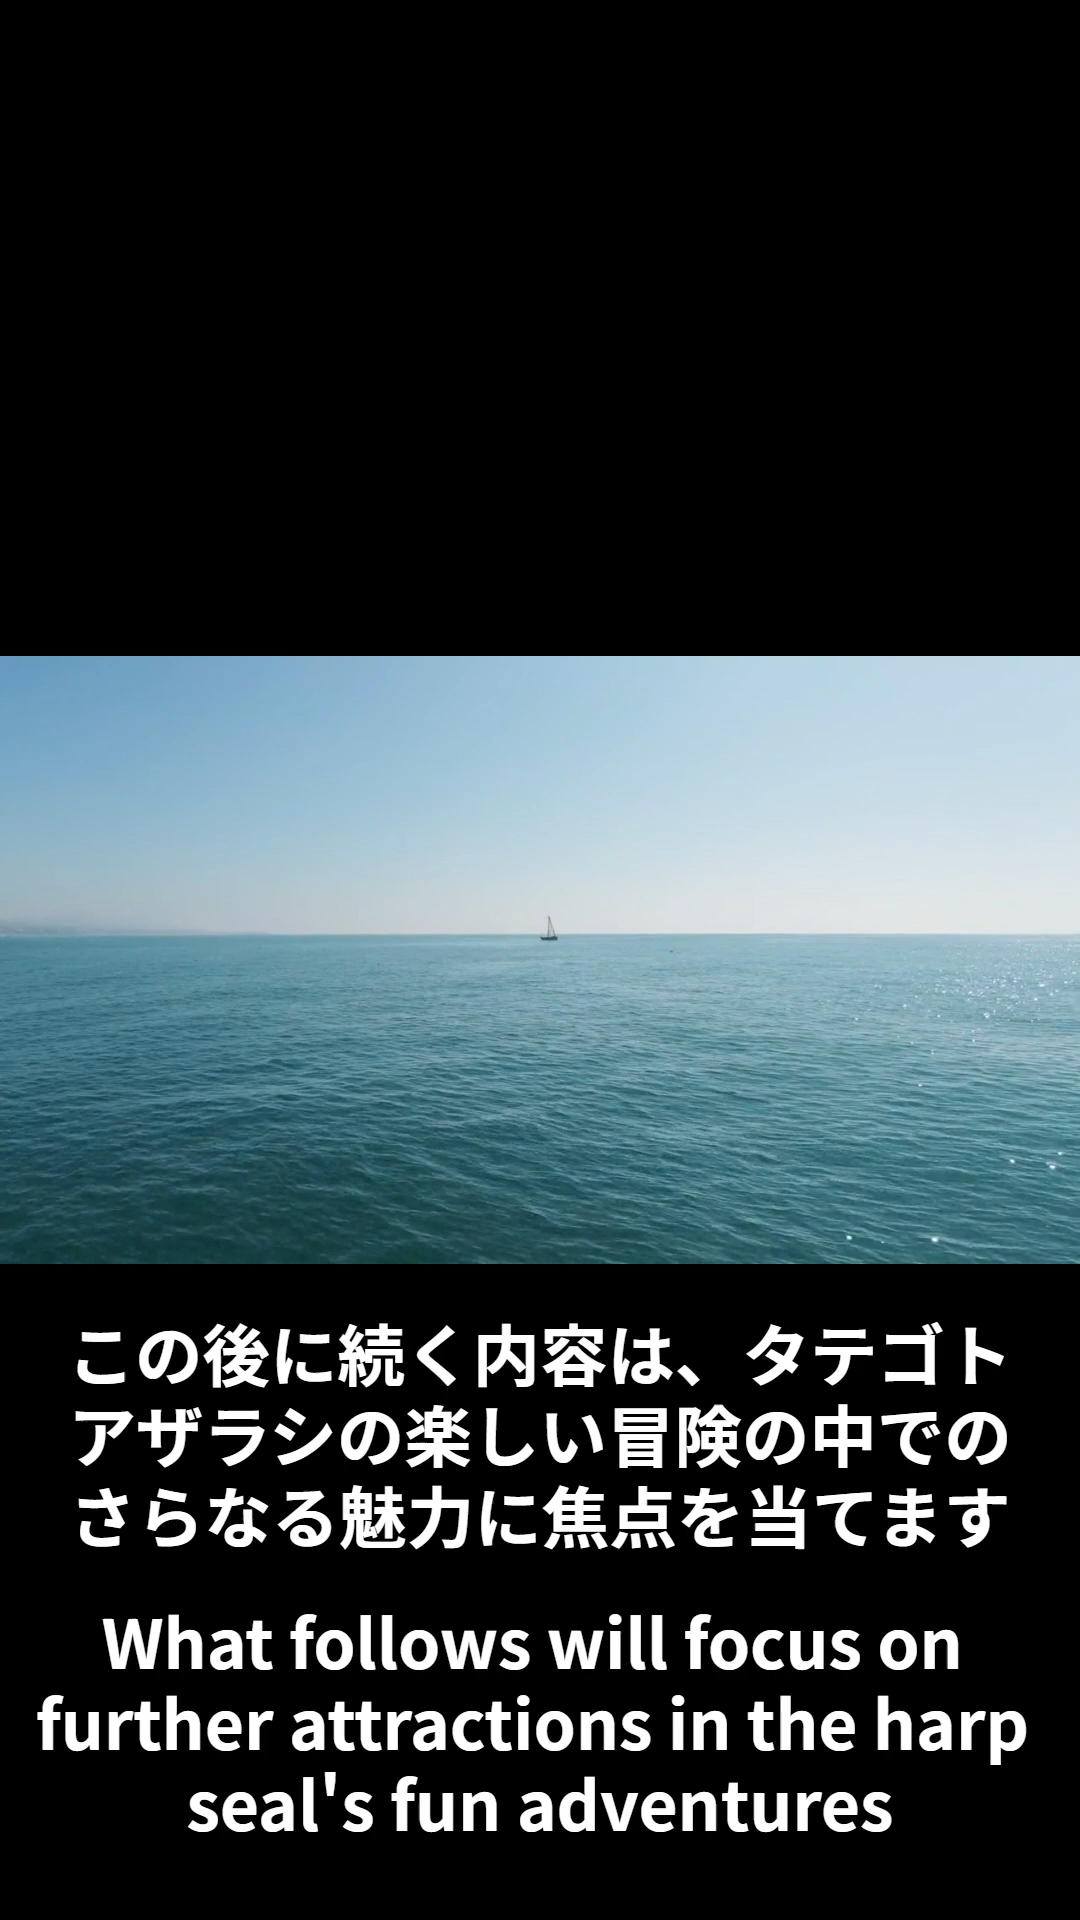 この後に続く内容は、タテゴト
アザラシの楽しい冒険の中での
さらなる魅力に焦点を当てます
What follows will focus on
further attractions in the harp
seal's fun adventures